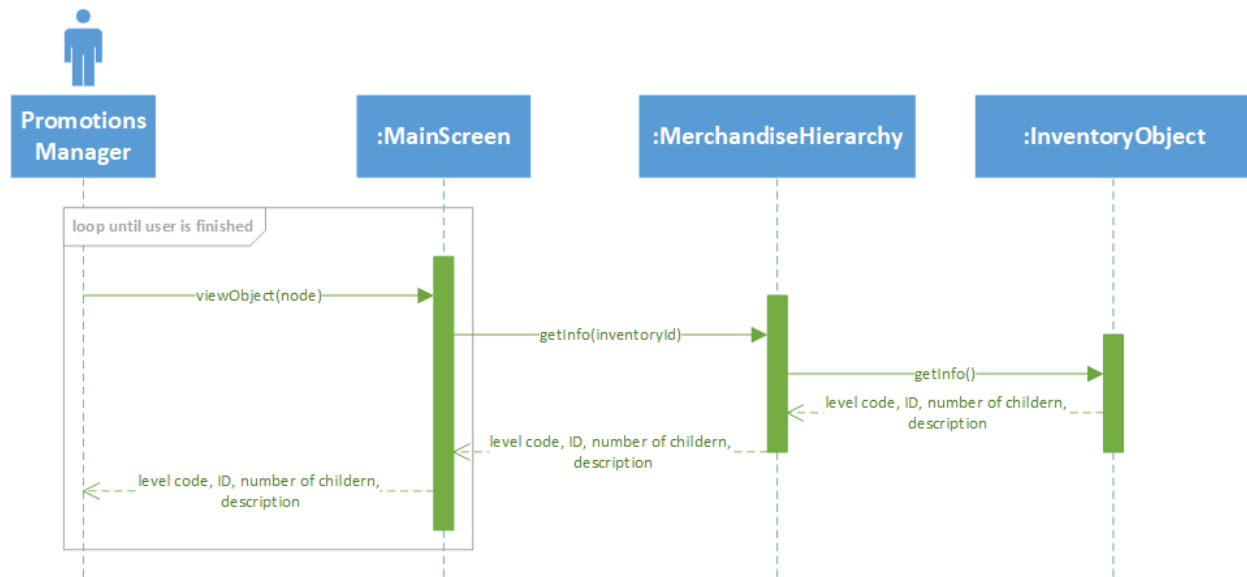 Promotions
Manager
:MainScreen
:MerchandiseHierarchy
:InventoryObject
loop until user is finished
viewObject(node)
getInfo(inventoryId)
getInfo()
level code, ID, number of childern,
description
level code, ID, number of childern,
description
level code, ID, number of childern,
description